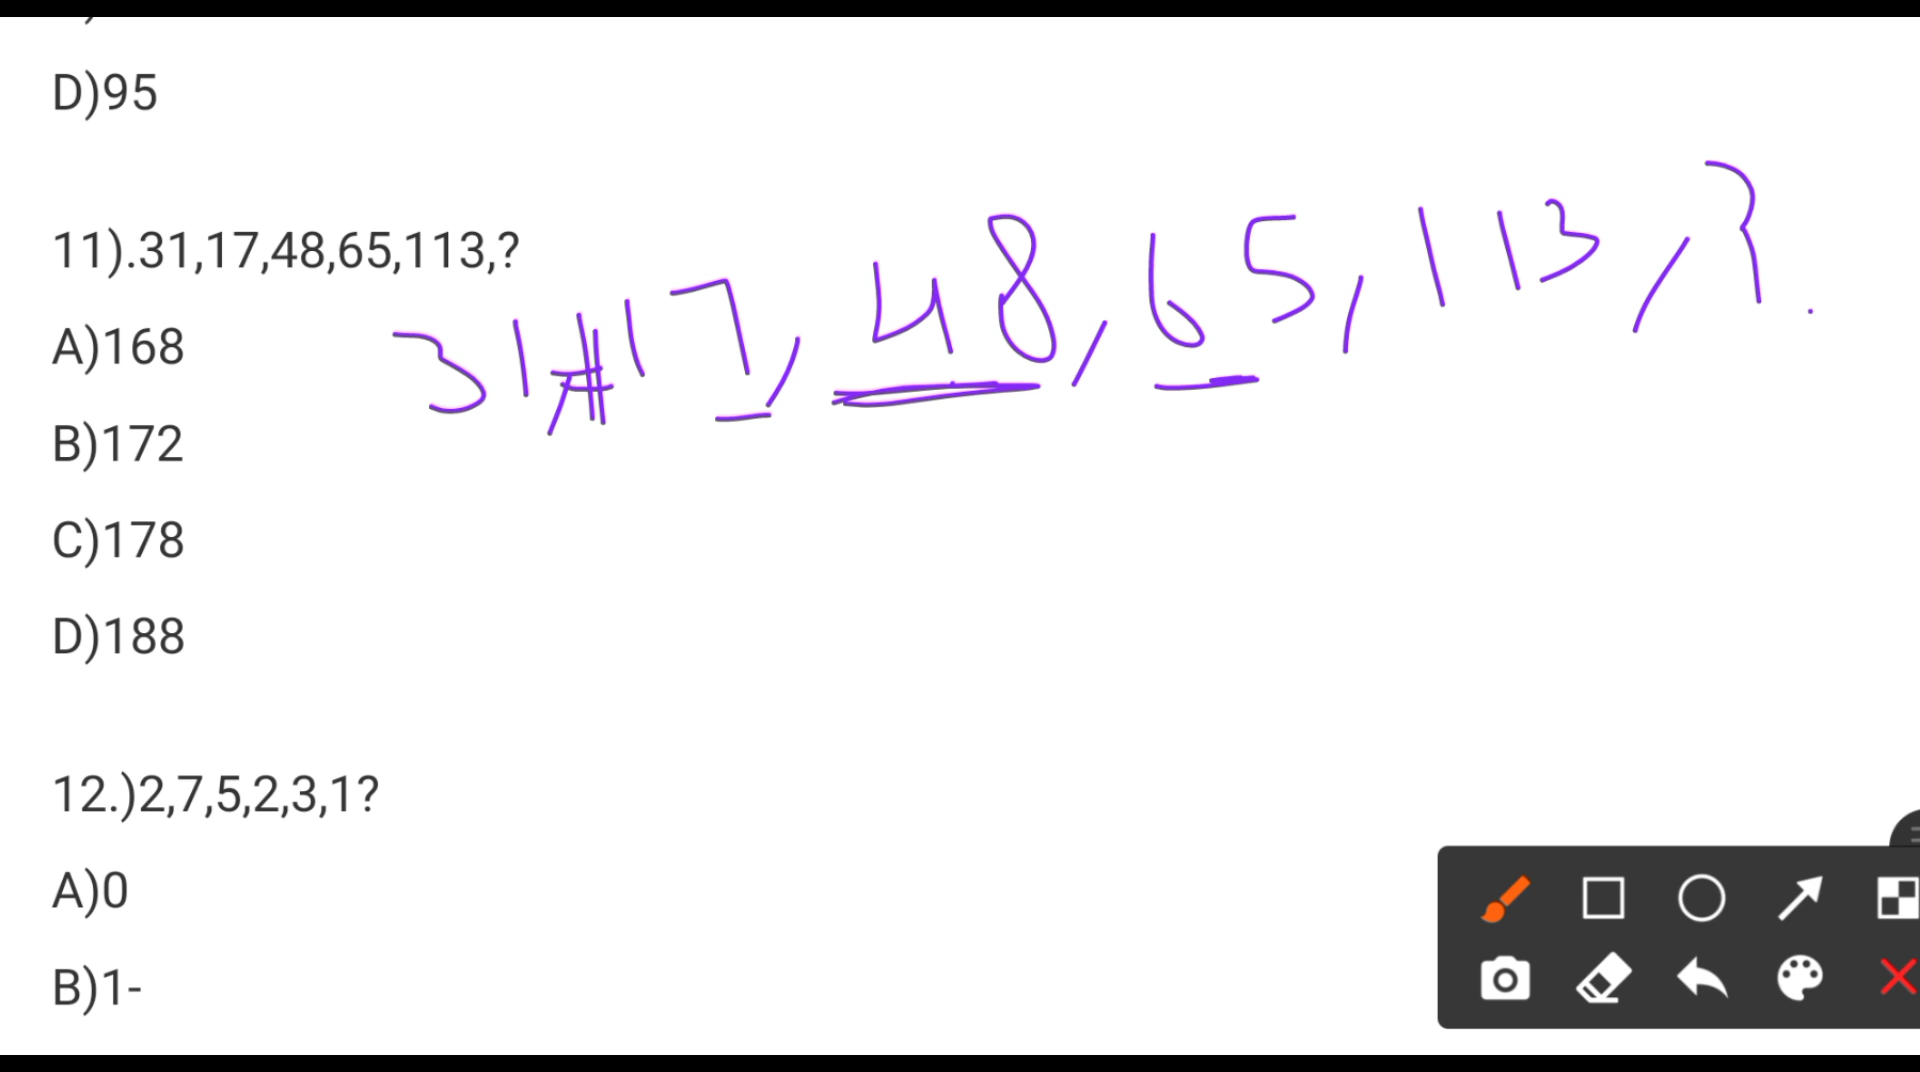 D)95
11).31,17,48,65,113,?
31,17,48,65,113,?.
A)168
B)172
C)178
D)188
12.)2,7,5,2,3,1?
A)0
B)1-